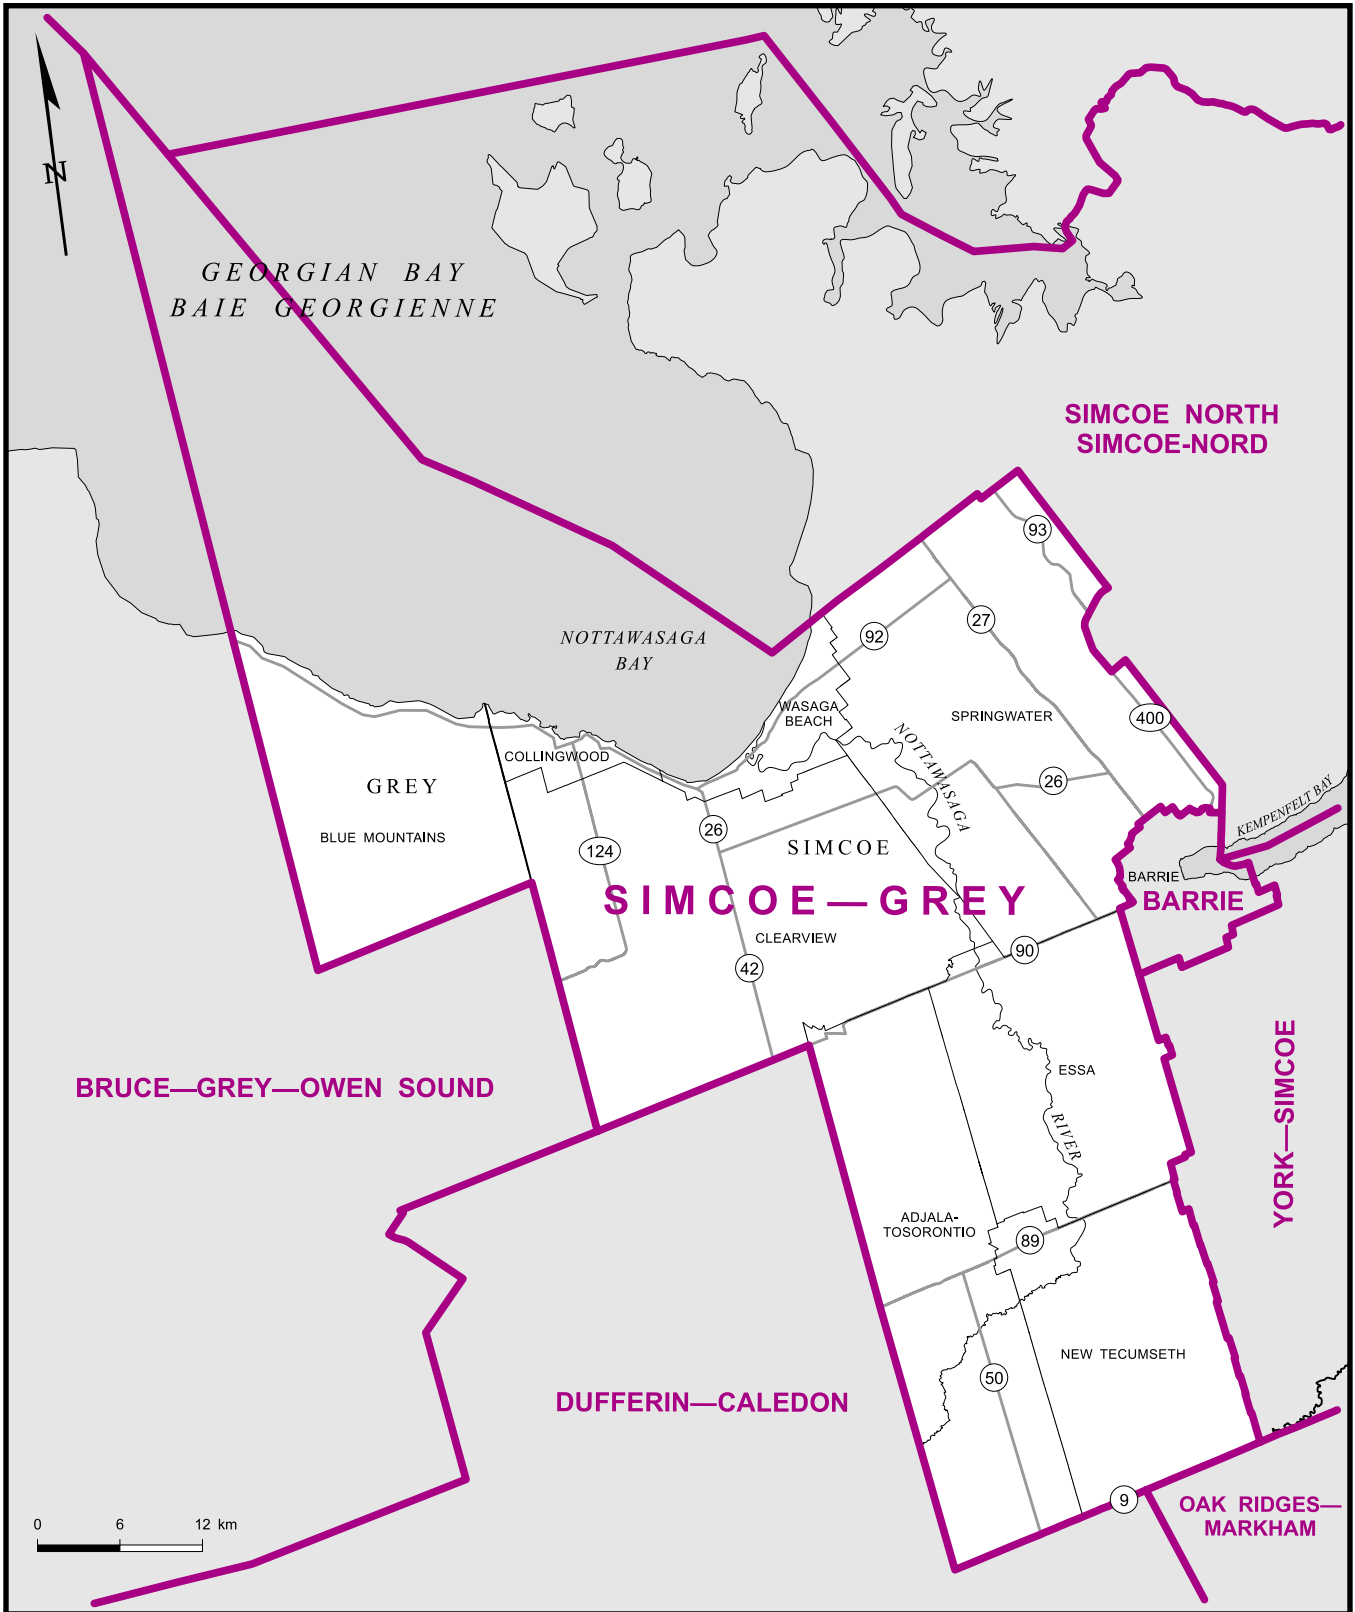 N
GEORGIAN BAY
BAIE GEORGIENNE
SIMCOE NORTH
SIMCOE-NORD
93
27
92
NOTTAWASAGA
BAY
WASAGA
BEACH
SPRINGWATER
400
NOTTAWASAGA
COLLINGWOOD
GREY
26
KEMPENFELT BAY
BLUE MOUNTAINS
26
124
SIMCOE
BARRIE
SIMCOE—GREY
BARRIE
CLEARVIEW
90
42
ESSA
BRUCE—GREY—OWEN SOUND
YORK—SIMCOE
RIVER
ADJALA-
TOSORONTIO
89
NEW TECUMSETH
50
DUFFERIN—CALEDON
9
OAK RIDGES—
MARKHAM
0 6 12 km